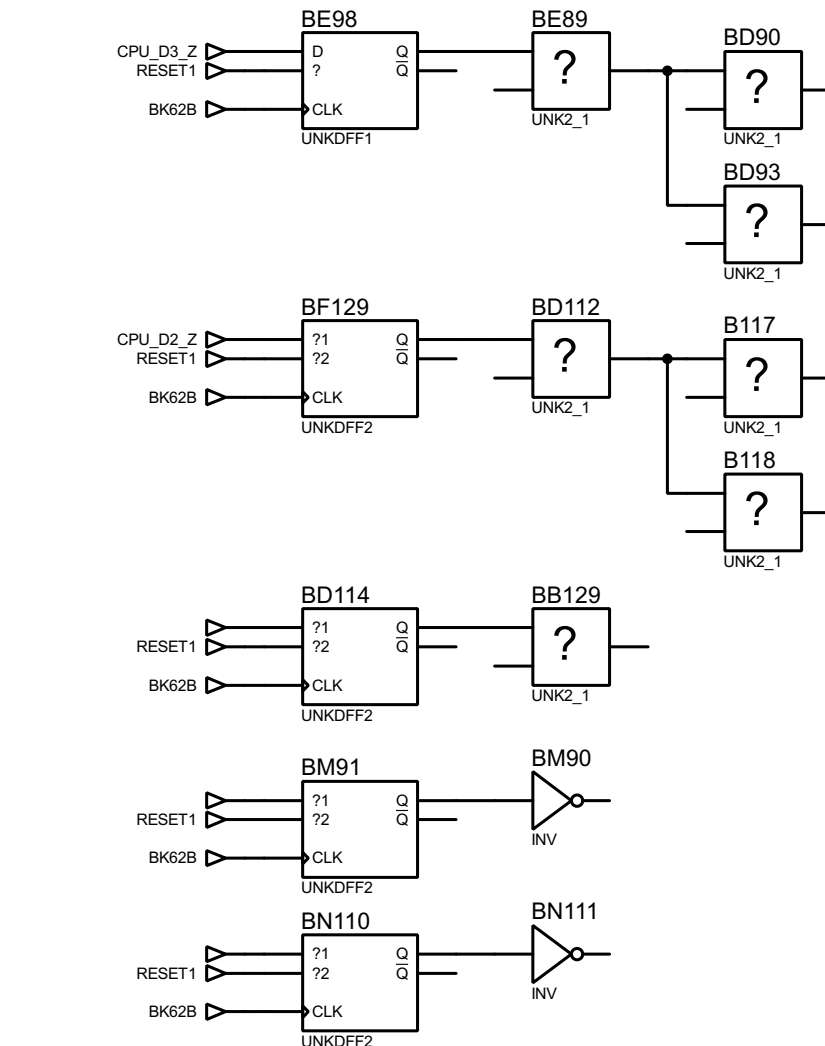 BE98 BE89
BD90
CPU_D3_Z D Q ? 
RESET1 ? Q ?
BK62B CLK
UNKDFF1 UNK2_1 UNK2_1
BD93
?
UNK2_1
BF129 BD112
B117
CPU_D2_Z ?1 Q ?
RESET1 ?2 Q ?
BK62B CLK
UNKDFF2 UNK2_1 UNK2_1
B118
?
UNK2_1
BD114 BB129
?1 Q ?
RESET1 ?2 Q
BK62B CLK
UNKDFF2 UNK2_1
BM91 BM90
?1 Q
RESET1 ?2 Q
INV
BK62B CLK
UNKDFF2
BN110 BN111
?1 Q
RESET1 ?2 Q
INV
BK62B CLK
UNKDFF2